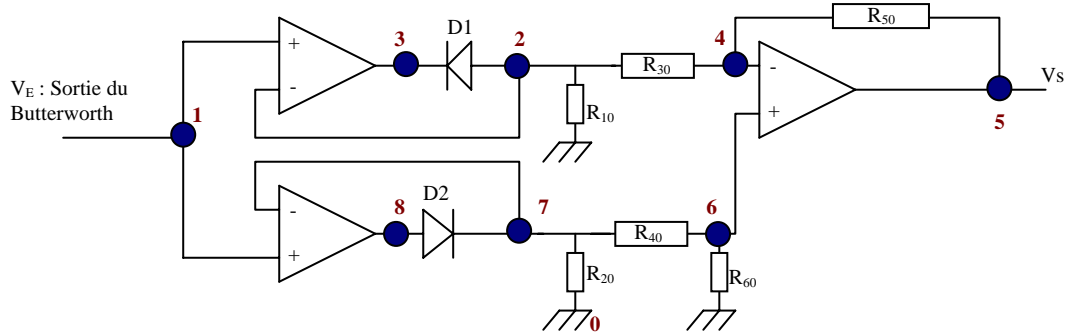 R50
3
D1
2
4
+
-
R30
-
+
VE : Sortie du
Butterworth
1
R10
Vs
5
8
D2
7
6
-
+
R40
R20
R60
0